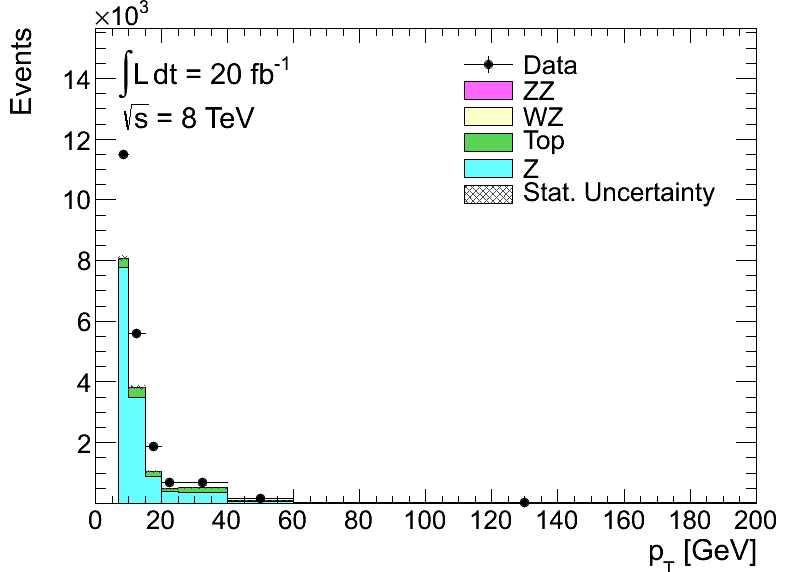 ×10³
Events
∫L dt = 20 fb⁻¹
√s = 8 TeV
Data
ZZ
WZ
Top
Z
Stat. Uncertainty
14
12
10
8
6
4
2
0 20 40 60 80 100 120 140 160 180 200
p_T [GeV]